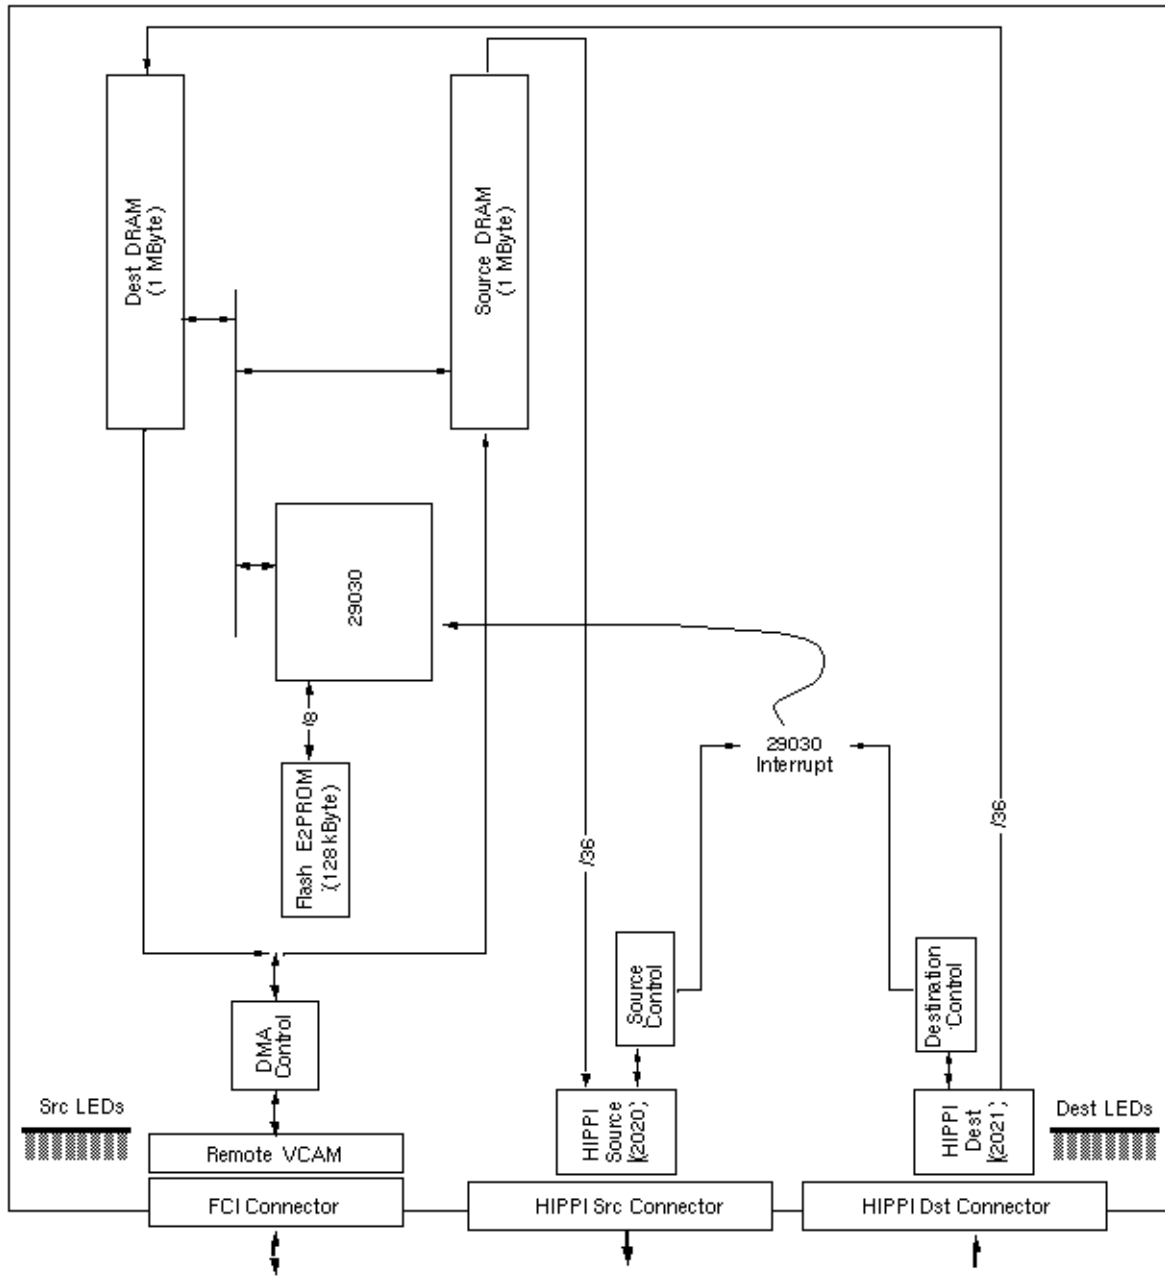 Dest DRAM
(1 MByte)
Source DRAM
(1 MByte)
29030
/8
Flash E2PROM
(128 kByte)
29030
Interrupt
/36
/36
Source
Control
Destination
Control
DMA
Control
Src LEDs
HIPPI
Source
(2020)
HIPPI
Dest
(2021)
Dest LEDs
Remote VCAM
FCI Connector
HIPPI Src Connector
HIPPI Dst Connector